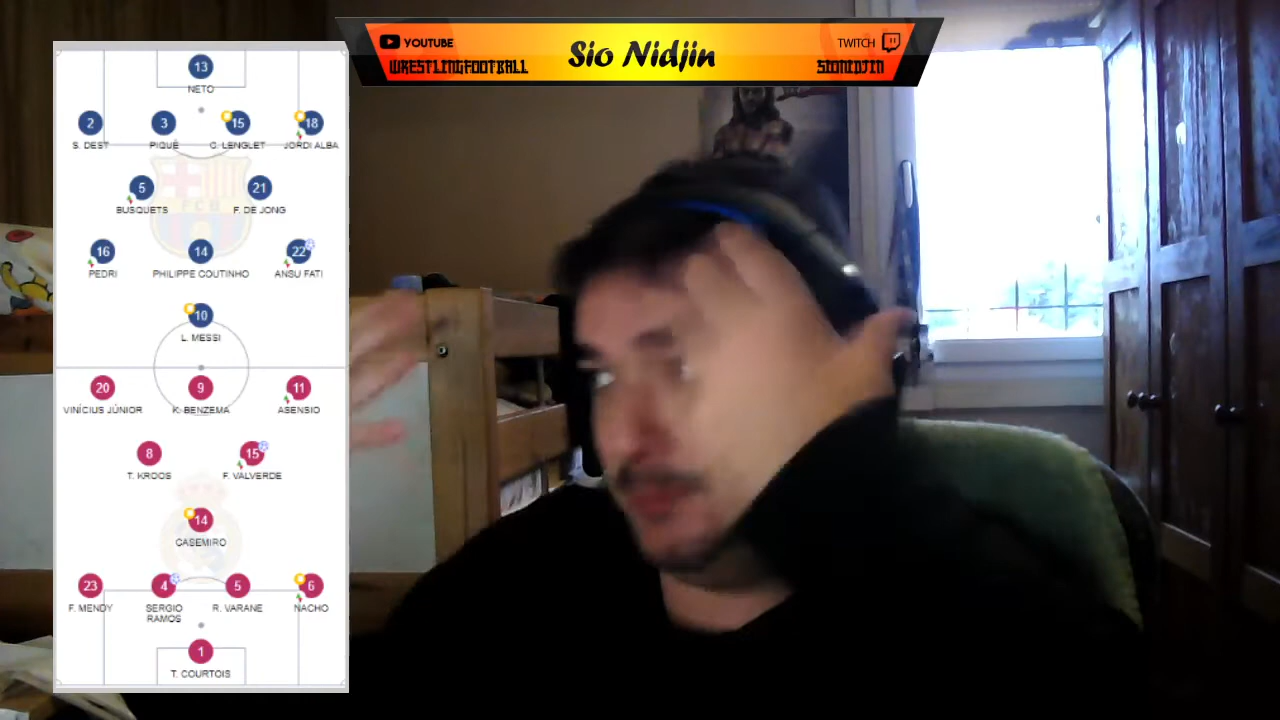 YOUTUBE
WRESTLINGFOOTBALL
Sio Nidjin
TWITCH
SIONIDJIN
13
NETO
2
3
15
18
S. DEST
PIQUÉ
C. LENGLET
JORDI ALBA
5
21
BUSQUETS
F. DE JONG
FCB
16
14
22
PEDRI
PHILIPPE COUTINHO
ANSU FATI
10
L. MESSI
20
9
11
VINÍCIUS JÚNIOR
K. BENZEMA
ASENSIO
8
15
T. KROOS
F. VALVERDE
14
CASEMIRO
23
4
5
6
F. MENDY
SERGIO
RAMOS
R. VARANE
NACHO
1
T. COURTOIS